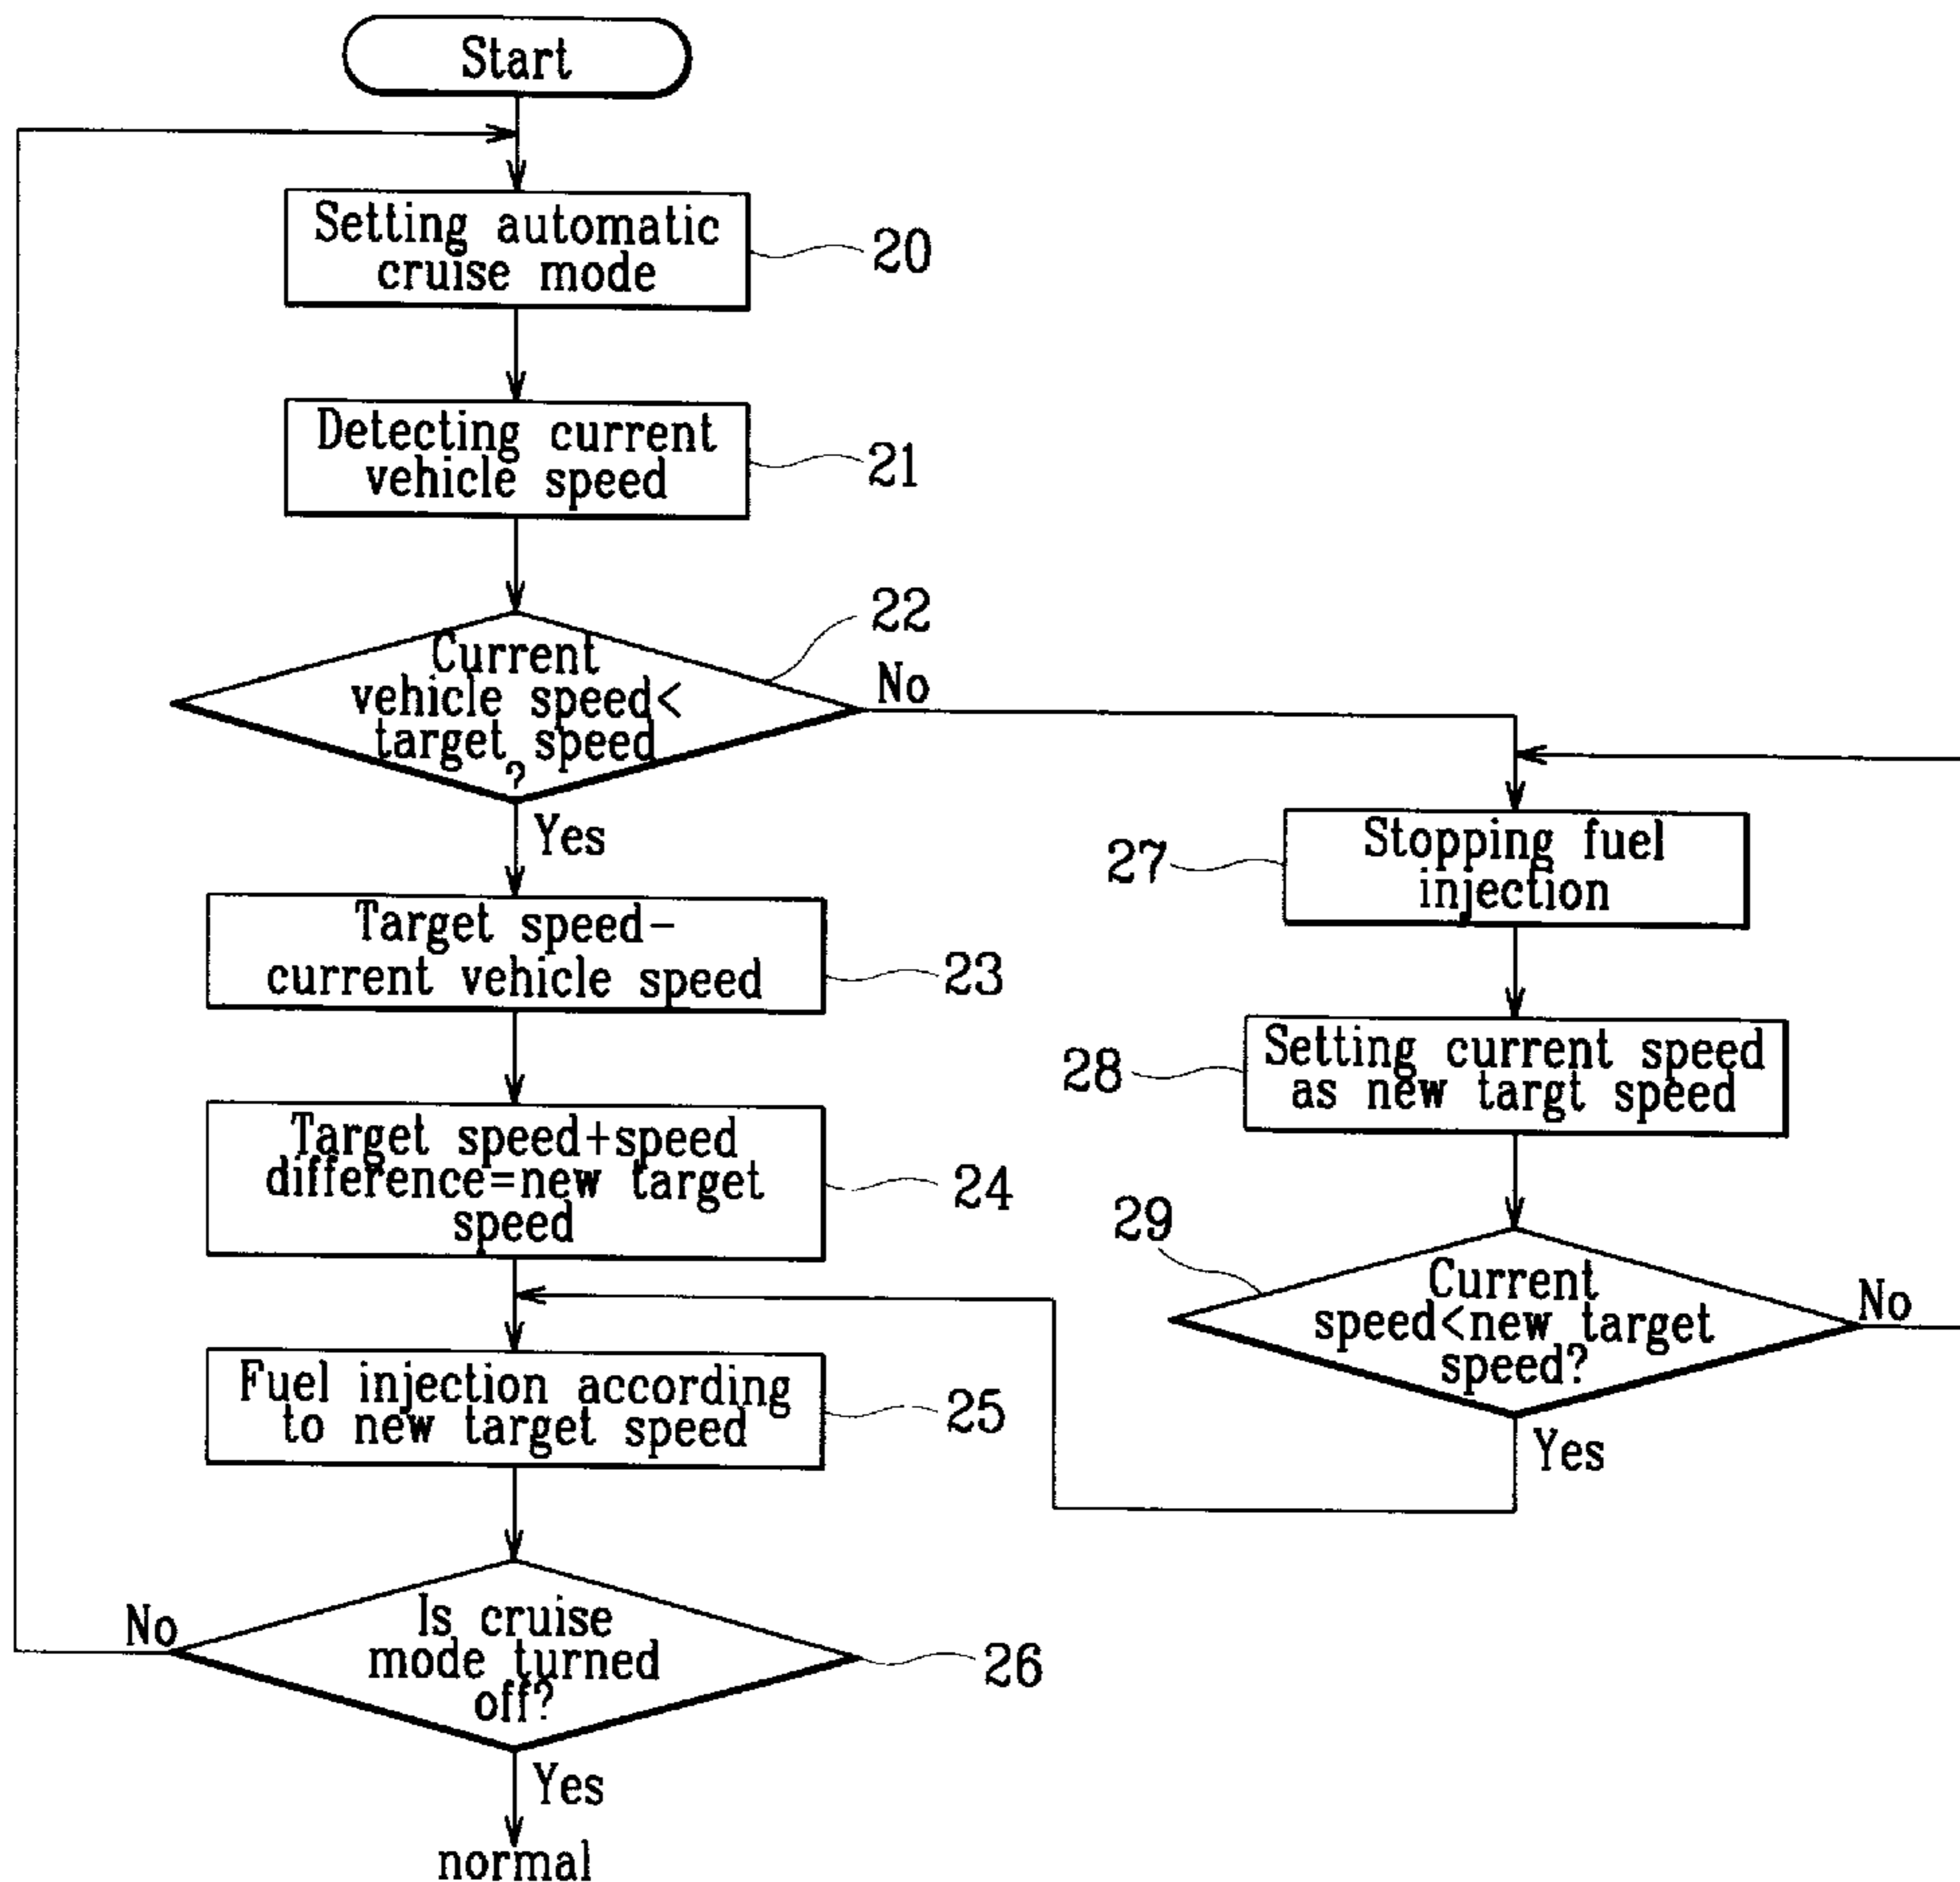 Start
Setting automatic
cruise mode
20
Detecting current
vehicle speed
21
22
Current
vehicle speed<
target speed
?
No
Yes
Target speed-
current vehicle speed
23
Target speed+speed
difference=new target
speed
24
Fuel injection according
to new target speed
25
Is cruise
mode turned
off?
No
26
Yes
normal
Stopping fuel
injection
27
Setting current speed
as new targt speed
28
29
Current
speed<new target
speed?
No
Yes